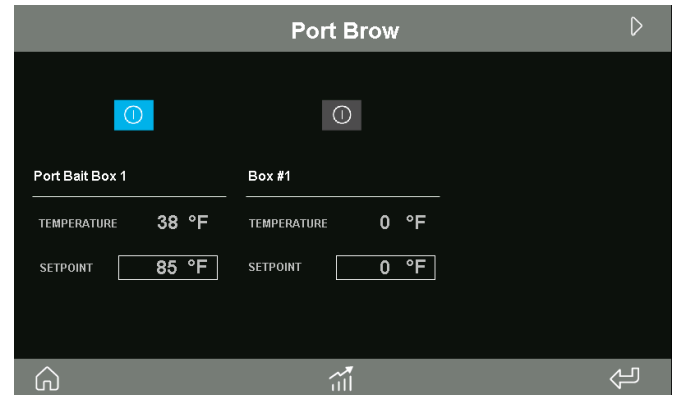 Port Brow
Port Bait Box 1
TEMPERATURE 38 °F
SETPOINT 85 °F
Box #1
TEMPERATURE 0 °F
SETPOINT 0 °F